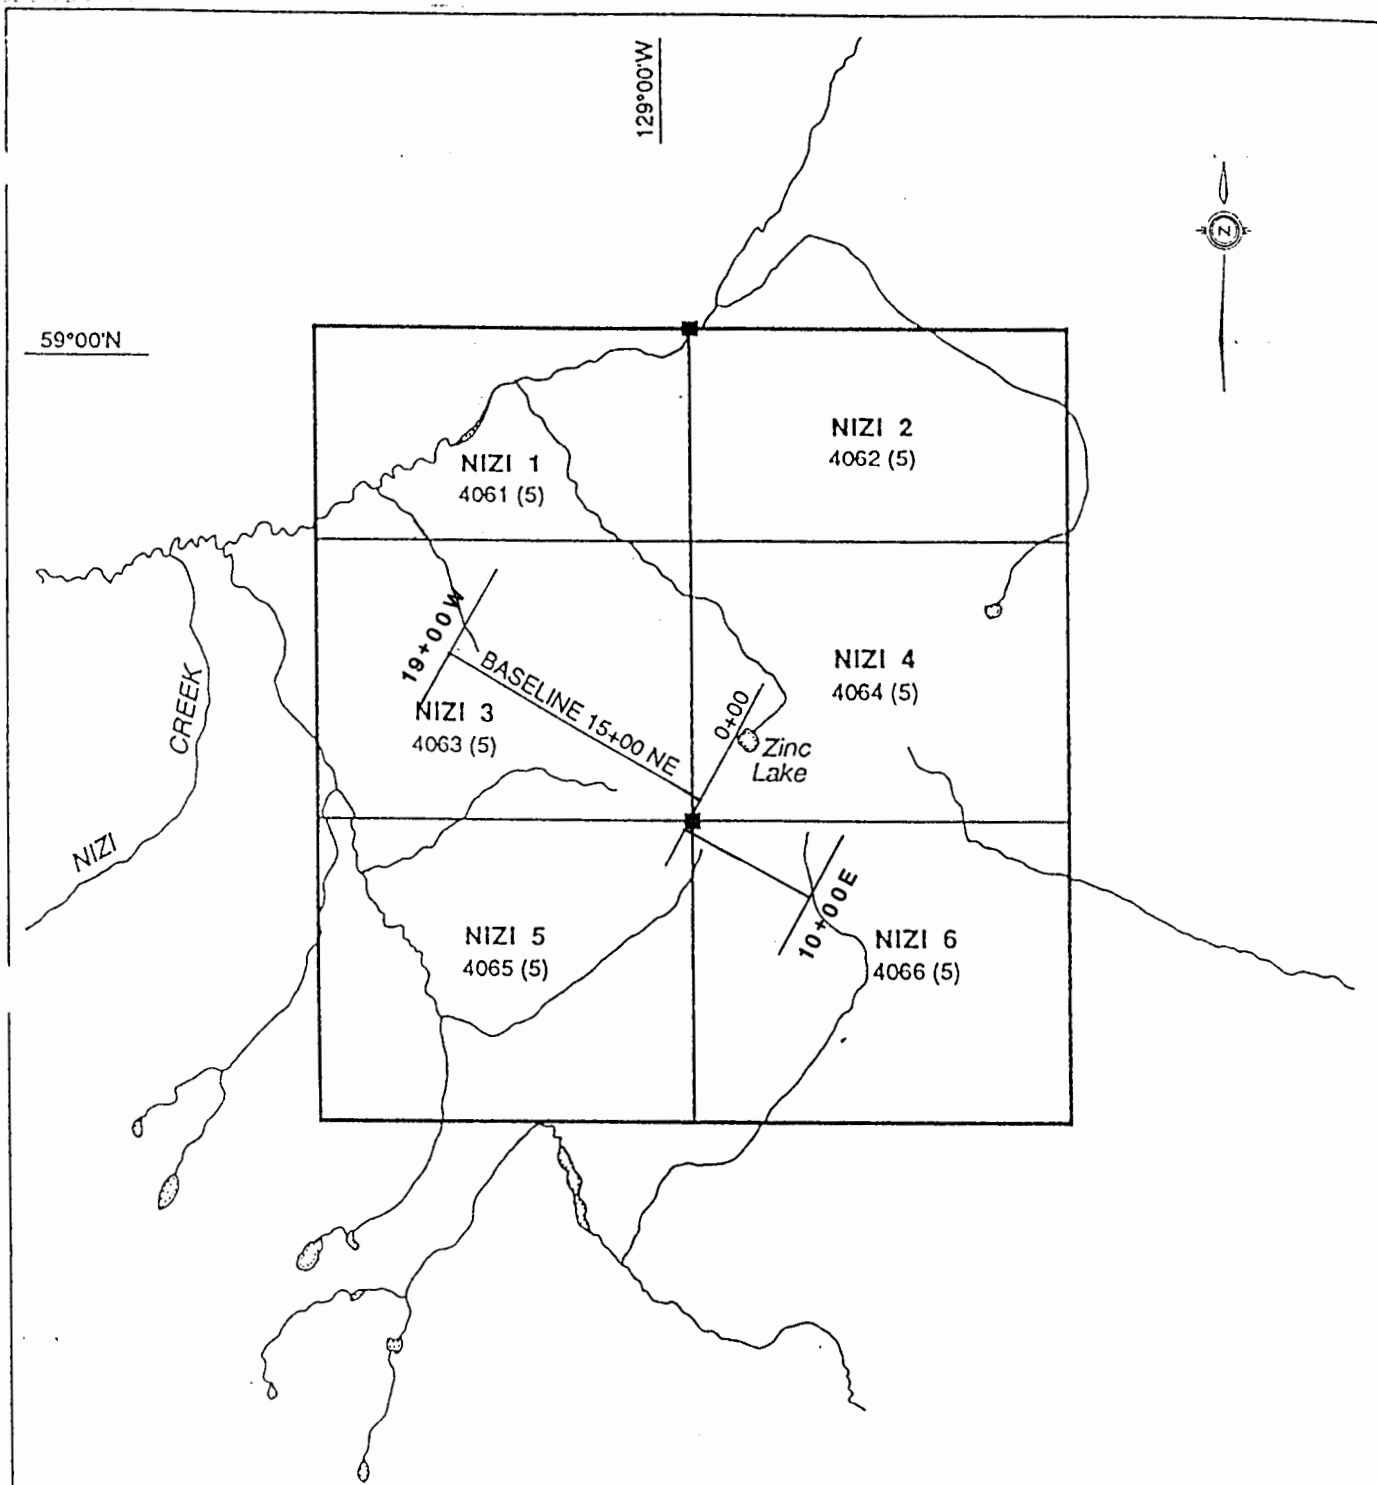 129°00'W
N
59°00'N
NIZI 2
4062 (5)
NIZI 1
4061 (5)
19+00W
BASELINE 15+00 NE
NIZI 4
4064 (5)
0+00
NIZI 3
4063 (5)
Zinc
Lake
NIZI
CREEK
10+00E
NIZI 5
4065 (5)
NIZI 6
4066 (5)